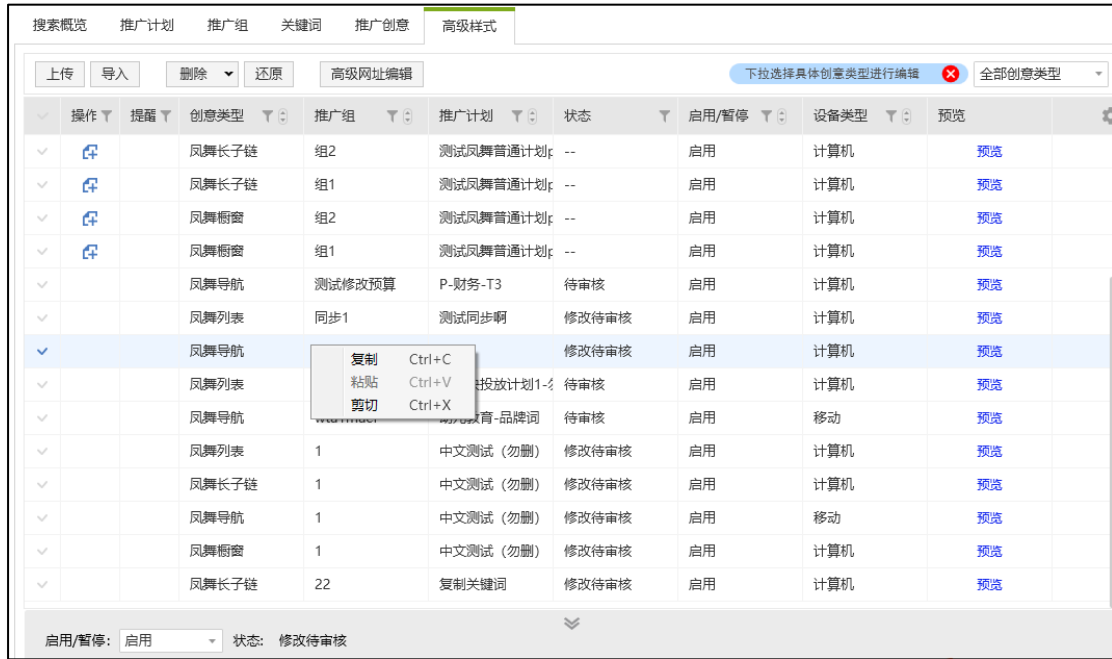 搜索概览 推广计划 推广组 关键词 推广创意 高级样式
上传 导入 删除 还原 高级网址编辑 下拉选择具体创意类型进行编辑 全部创意类型
操作 提醒 创意类型 推广组 推广计划 状态 启用/暂停 设备类型 预览
凤舞长子链 组2 测试凤舞普通计划 -- 启用 计算机 预览
凤舞长子链 组1 测试凤舞普通计划 -- 启用 计算机 预览
凤舞橱窗 组2 测试凤舞普通计划 -- 启用 计算机 预览
凤舞橱窗 组1 测试凤舞普通计划 -- 启用 计算机 预览
凤舞导航 测试修改预算 P-财务-T3 待审核 启用 计算机 预览
凤舞列表 同步1 测试同步啊 修改待审核 启用 计算机 预览
凤舞导航 修改待审核 启用 计算机 预览
复制 Ctrl+C
粘贴 Ctrl+V
剪切 Ctrl+X
凤舞列表 投放计划1- 待审核 启用 计算机 预览
凤舞导航 教育-品牌词 待审核 启用 移动 预览
凤舞列表 1 中文测试（勿删） 修改待审核 启用 计算机 预览
凤舞长子链 1 中文测试（勿删） 修改待审核 启用 计算机 预览
凤舞导航 1 中文测试（勿删） 修改待审核 启用 移动 预览
凤舞橱窗 1 中文测试（勿删） 修改待审核 启用 计算机 预览
凤舞长子链 22 复制关键词 修改待审核 启用 计算机 预览
启用/暂停: 启用 状态: 修改待审核